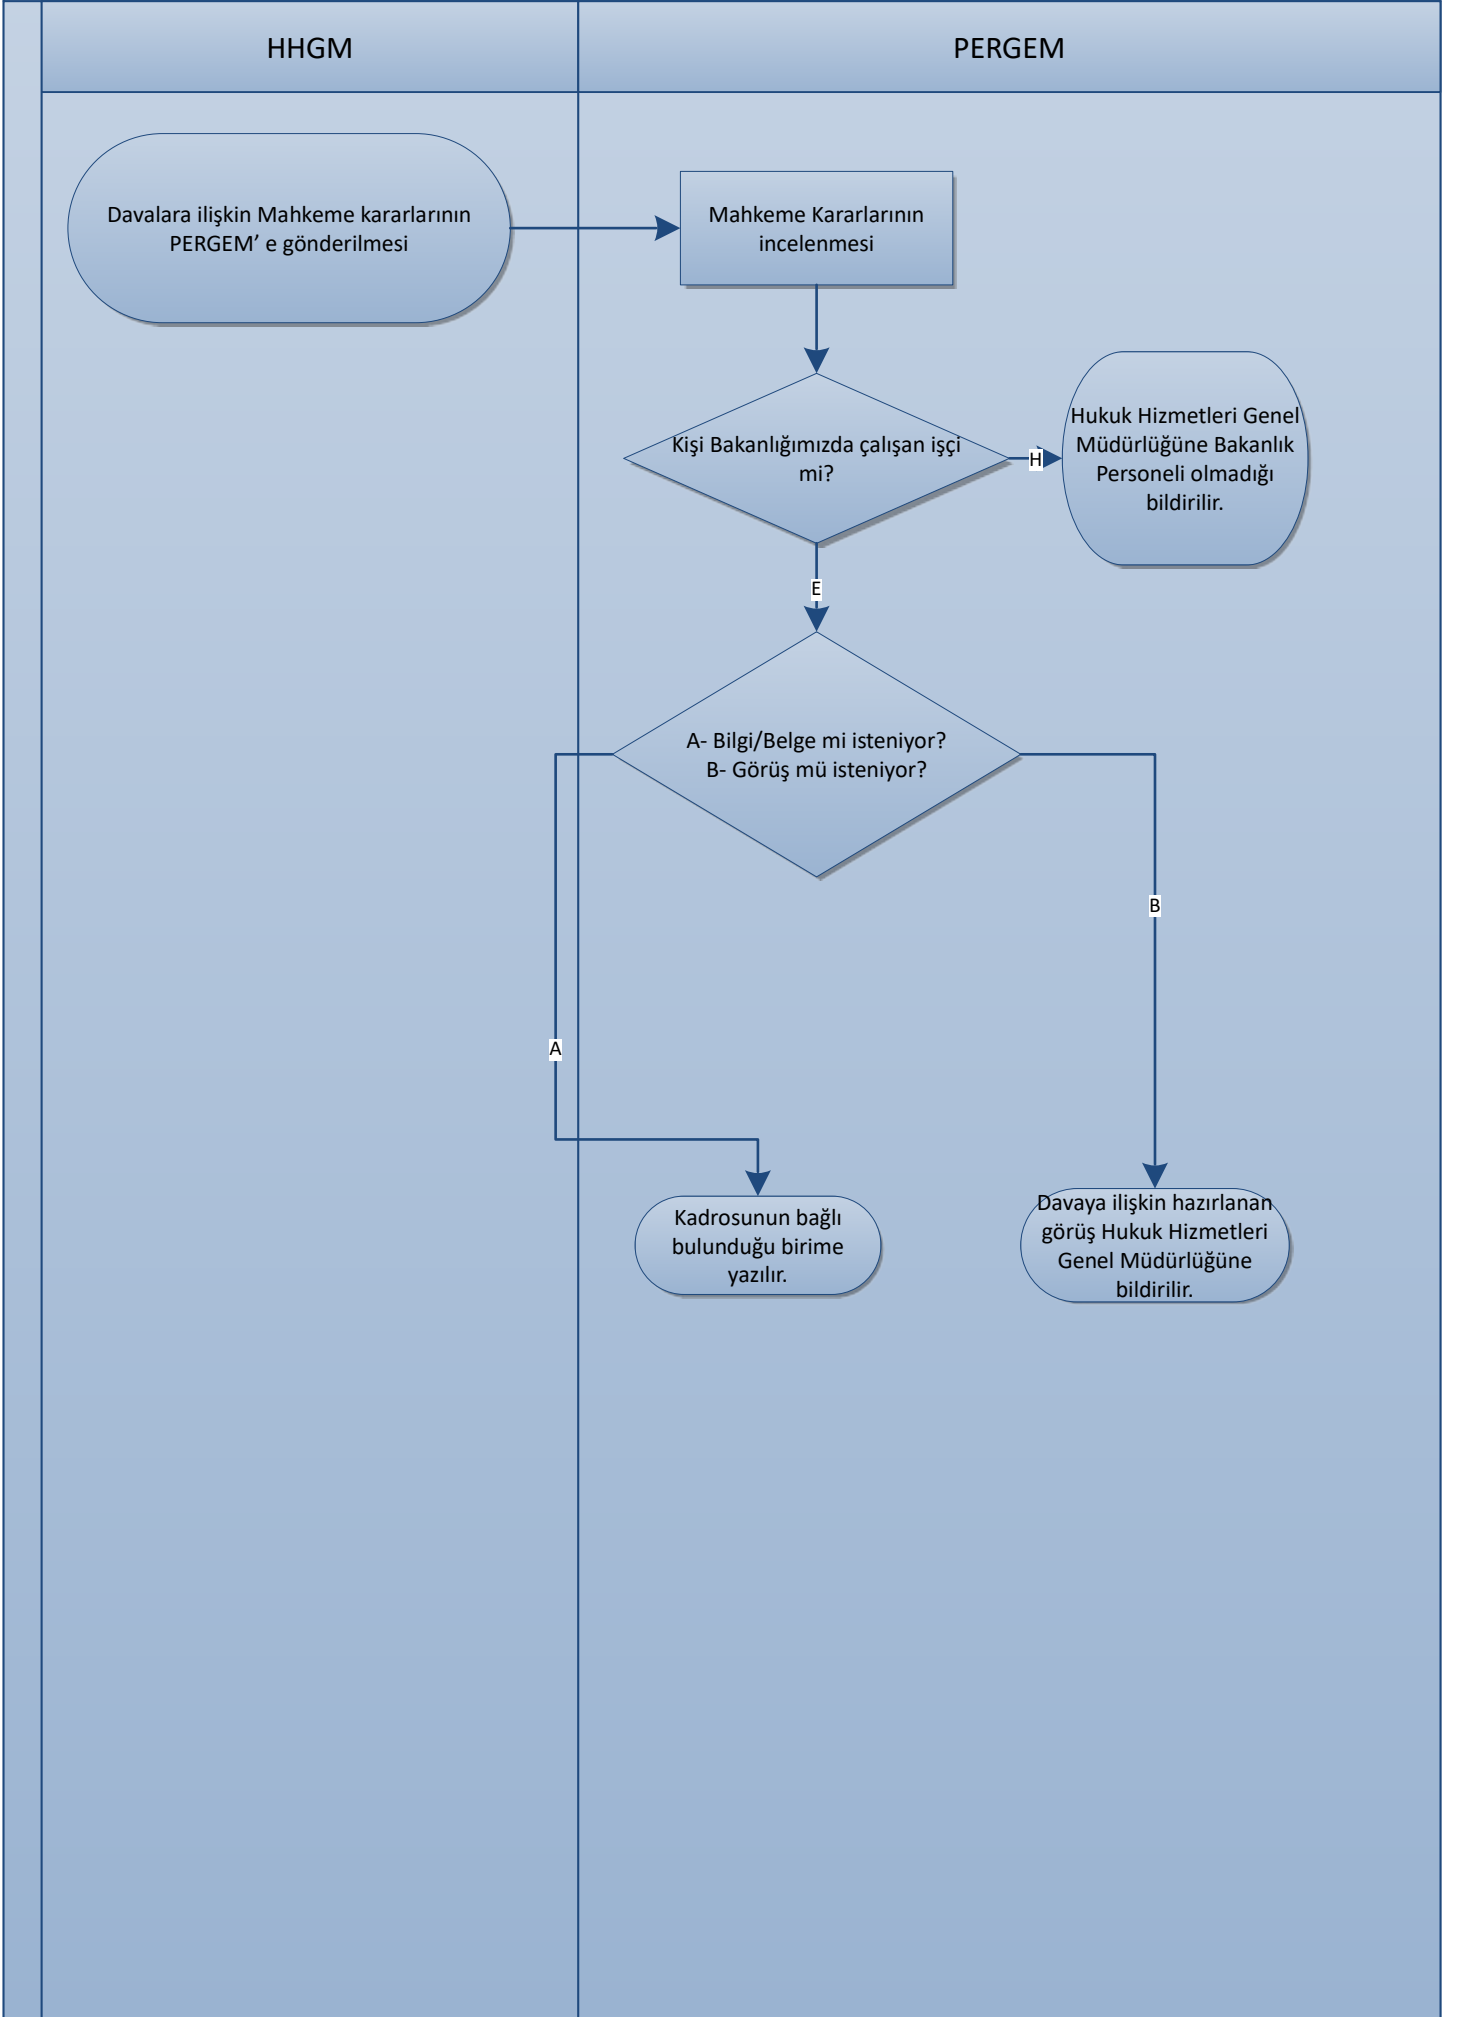 HHGM
PERGEM
Davalara ilişkin Mahkeme kararlarının
PERGEM’ e gönderilmesi
Mahkeme Kararlarının
incelenmesi
Kişi Bakanlığımızda çalışan işçi
mi?
H
Hukuk Hizmetleri Genel
Müdürlüğüne Bakanlık
Personeli olmadığı
bildirilir.
E
A- Bilgi/Belge mi isteniyor?
B- Görüş mü isteniyor?
B
A
Kadrosunun bağlı
bulunduğu birime
yazılır.
Davaya ilişkin hazırlanan
görüş Hukuk Hizmetleri
Genel Müdürlüğüne
bildirilir.